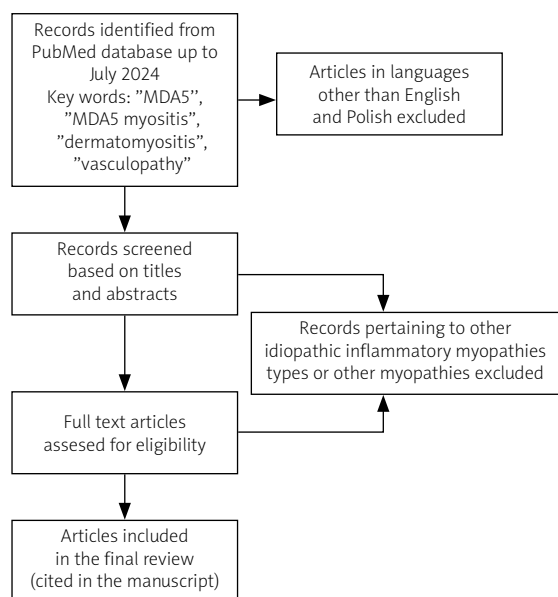 Records identified from
PubMed database up to
July 2024
Key words: ”MDA5”,
”MDA5 myositis”,
”dermatomyositis”,
”vasculopathy”
Articles in languages
other than English
and Polish excluded
Records screened
based on titles
and abstracts
Records pertaining to other
idiopathic inflammatory myopathies
types or other myopathies excluded
Full text articles
assesed for eligibility
Articles included
in the final review
(cited in the manuscript)